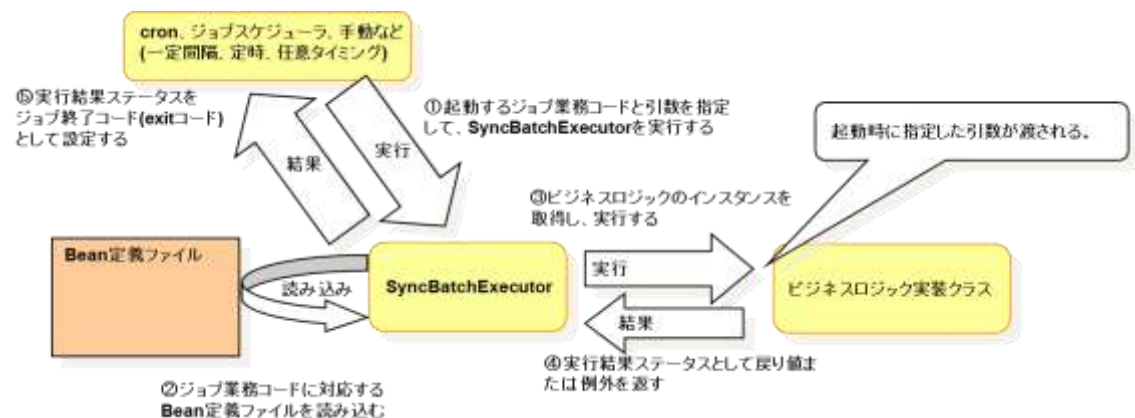 cron、ジョブスケジューラ、手動など
(一定間隔、定時、任意タイミング)
⑤実行結果ステータスを
ジョブ終了コード(exitコード)
として設定する
①起動するジョブ業務コードと引数を指定
して、SyncBatchExecutorを実行する
結果
実行
起動時に指定した引数が渡される。
③ビジネスロジックのインスタンスを
取得し、実行する
Bean定義ファイル
読み込み
SyncBatchExecutor
実行
ビジネスロジック実装クラス
結果
④実行結果ステータスとして戻り値ま
たは例外を返す
②ジョブ業務コードに対応する
Bean定義ファイルを読み込む